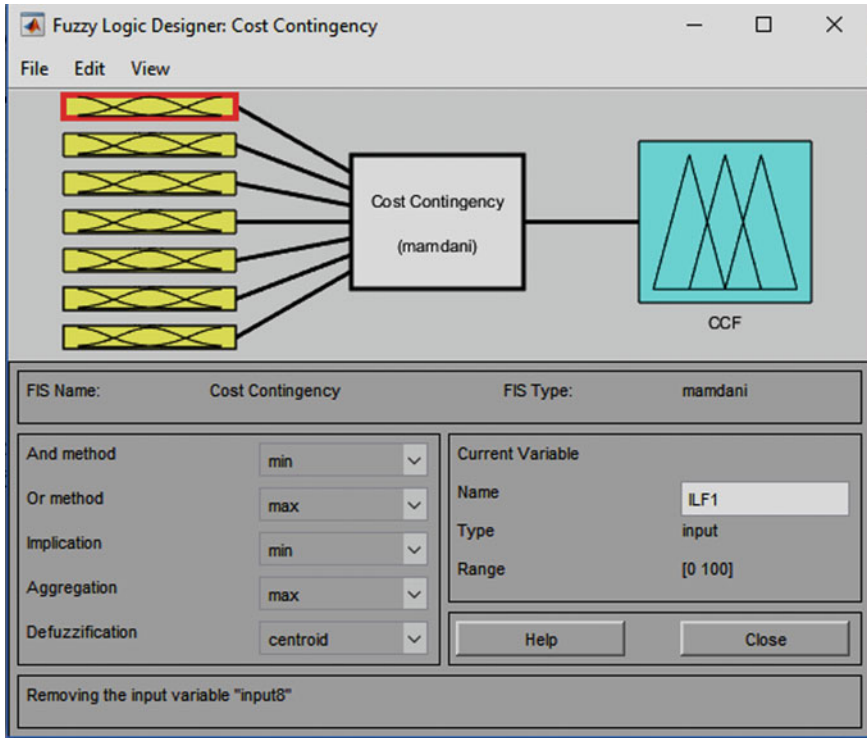 Fuzzy Logic Designer: Cost Contingency
File Edit View
Cost Contingency
(mamdani)
CCF
FIS Name: Cost Contingency FIS Type: mamdani
And method min
Or method max
Implication min
Aggregation max
Defuzzification centroid
Current Variable
Name ILF1
Type input
Range [0 100]
Help Close
Removing the input variable "input8"